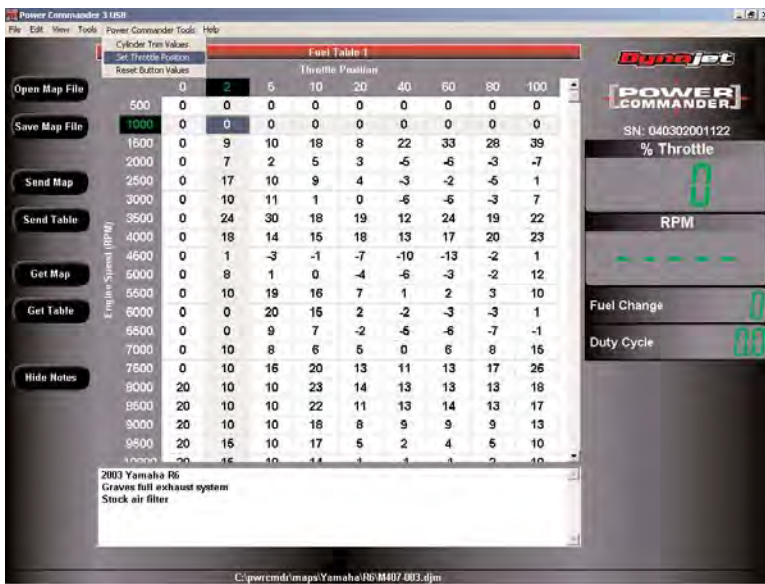 Power Commander 3 USB
File Edit View Tools Power Commander Tools Help
Cylinder Trim Values
Set Throttle Position
Reset Button Values
Fuel Table 1
Throttle Position
0 2 5 10 20 40 60 80 100
Engine Speed (RPM)
500 0 0 0 0 0 0 0 0 0
1000 0 0 0 0 0 0 0 0 0
1500 0 9 10 18 8 22 33 28 39
2000 0 7 2 5 3 -5 -6 -3 -7
2500 0 17 10 9 4 -3 -2 -5 1
3000 0 10 11 1 0 -6 -6 -3 7
3500 0 24 30 18 19 12 24 19 22
4000 0 18 14 15 18 13 17 20 23
4500 0 1 -3 -1 -7 -10 -13 -2 1
5000 0 8 1 0 -4 -6 -3 -2 12
5500 0 10 19 16 7 1 2 3 10
6000 0 0 20 15 2 -2 -3 -3 1
6500 0 0 9 7 -2 -5 -6 -7 -1
7000 0 10 8 6 5 0 6 8 15
7500 0 10 16 20 13 11 13 17 26
8000 20 10 10 23 14 13 13 13 18
8500 20 10 10 22 11 13 14 13 17
9000 20 10 10 18 8 9 9 9 13
9500 20 15 10 17 5 2 4 5 10
Open Map File
Save Map File
Send Map
Send Table
Get Map
Get Table
Hide Notes
Dynojet
POWER
COMMANDER
SN: 040302001122
% Throttle
0
RPM
- - - - -
Fuel Change
0
Duty Cycle
0.0
2003 Yamaha R6
Graves full exhaust system
Stock air filter
C:\pwrcmdr\maps\Yamaha\R6\M407-003.djm